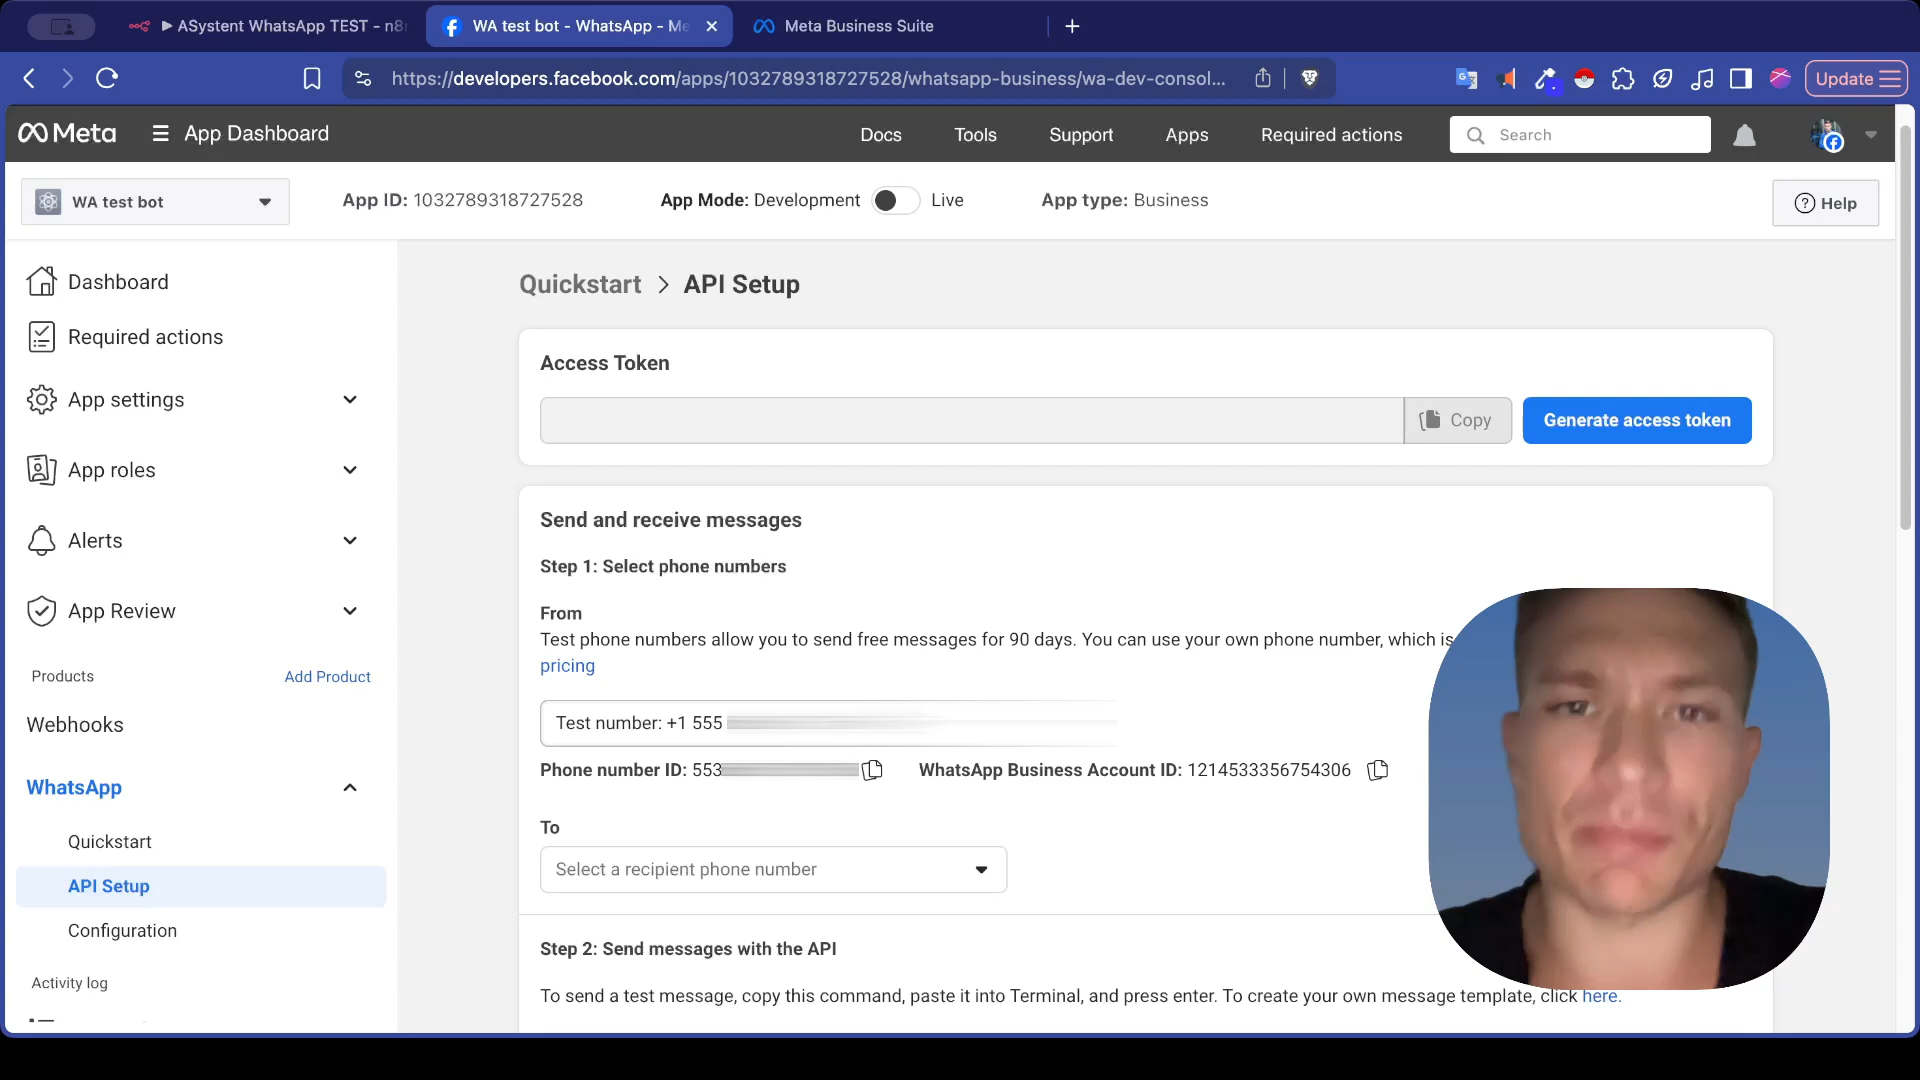 ASystent WhatsApp TEST - n8
WA test bot - WhatsApp - Me
Meta Business Suite
https://developers.facebook.com/apps/1032789318727528/whatsapp-business/wa-dev-consol...
Update
Meta
App Dashboard
Docs
Tools
Support
Apps
Required actions
Search
WA test bot
App ID: 1032789318727528
App Mode: Development
Live
App type: Business
Help
Dashboard
Required actions
App settings
App roles
Alerts
App Review
Products
Add Product
Webhooks
WhatsApp
Quickstart
API Setup
Configuration
Activity log
Quickstart > API Setup
Access Token
Copy
Generate access token
Send and receive messages
Step 1: Select phone numbers
From
Test phone numbers allow you to send free messages for 90 days. You can use your own phone number, which is
pricing
Test number: +1 555
Phone number ID: 553
WhatsApp Business Account ID: 1214533356754306
To
Select a recipient phone number
Step 2: Send messages with the API
To send a test message, copy this command, paste it into Terminal, and press enter. To create your own message template, click here.